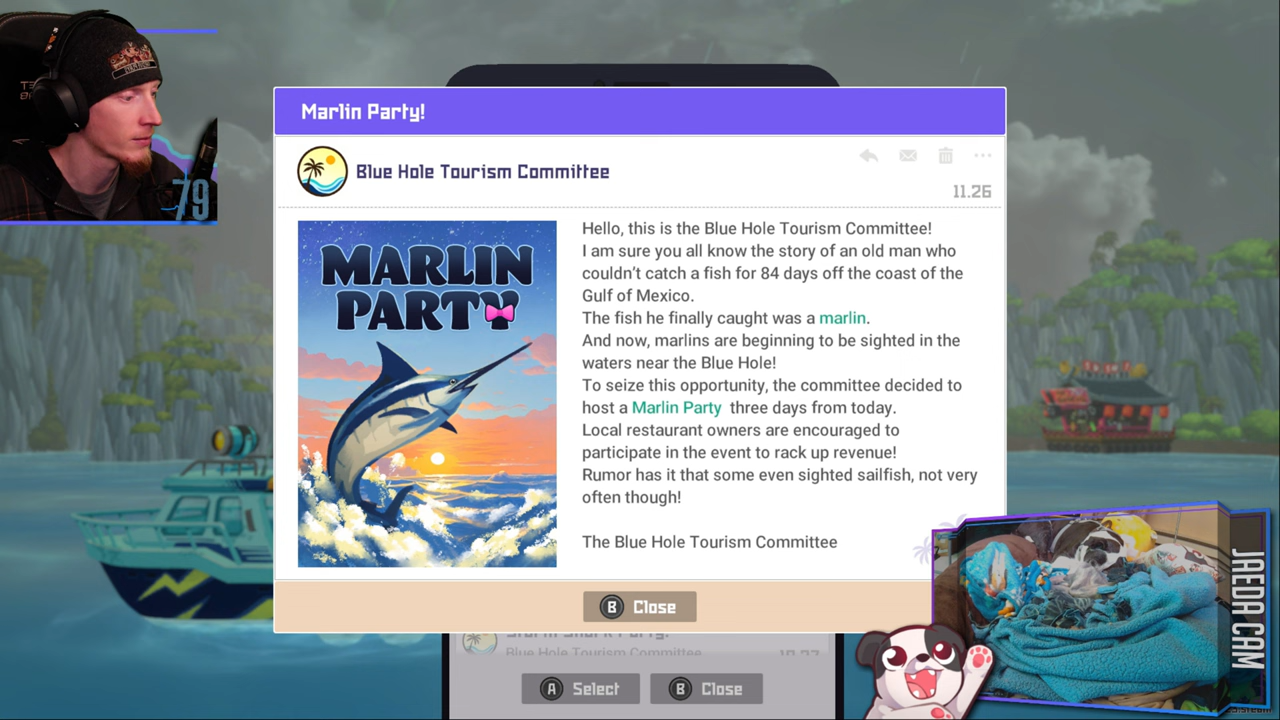 Marlin Party!
Blue Hole Tourism Committee
11.26
MARLIN
PARTY
Hello, this is the Blue Hole Tourism Committee!
I am sure you all know the story of an old man who
couldn't catch a fish for 84 days off the coast of the
Gulf of Mexico.
The fish he finally caught was a marlin.
And now, marlins are beginning to be sighted in the
waters near the Blue Hole!
To seize this opportunity, the committee decided to
host a Marlin Party three days from today.
Local restaurant owners are encouraged to
participate in the event to rack up revenue!
Rumor has it that some even sighted sailfish, not very
often though!
The Blue Hole Tourism Committee
B Close
Storm Shark Party!
Blue Hole Tourism Committee
10.27
A Select
B Close
79
JAEDA CAM